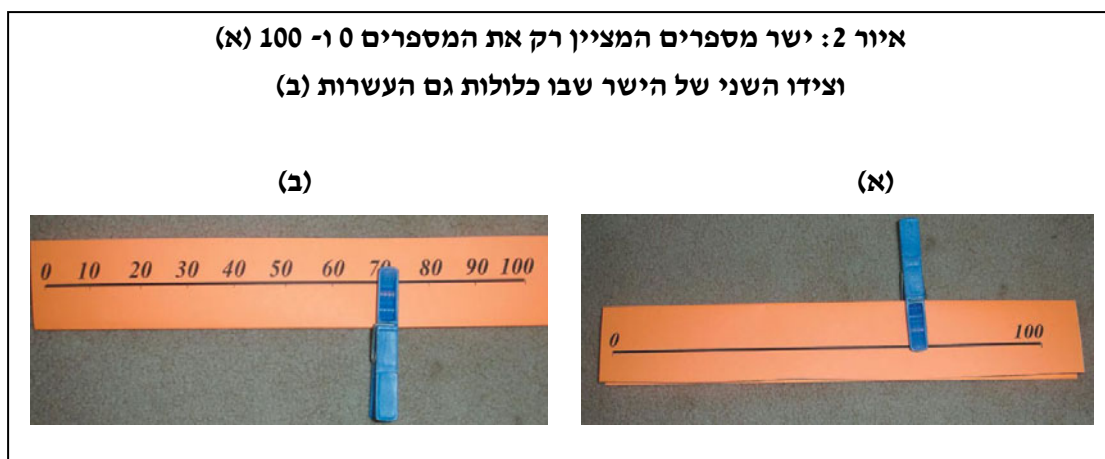 איור 2: ישר מספרים המציין רק את המספרים 0 ו- 100 (א)
וצידו השני של הישר שבו כלולות גם העשרות (ב)
(א)
(ב)
0 100
0 10 20 30 40 50 60 70 80 90 100